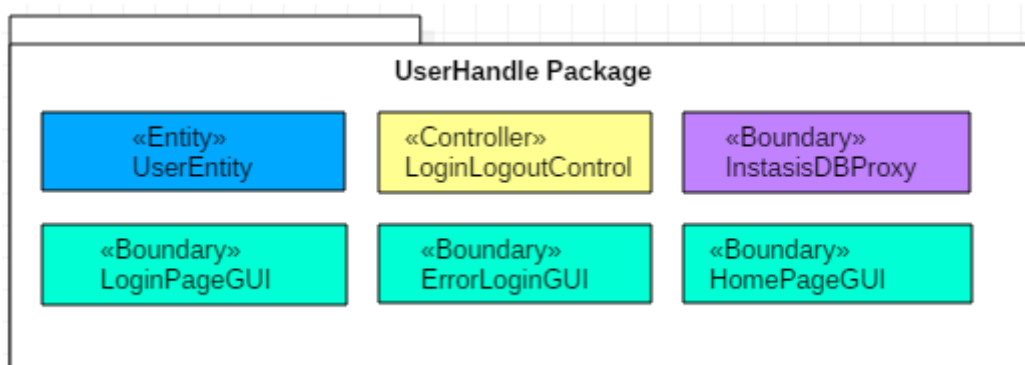 UserHandle Package
«Entity»
UserEntity
«Controller»
LoginLogoutControl
«Boundary»
InstasisDBProxy
«Boundary»
LoginPageGUI
«Boundary»
ErrorLoginGUI
«Boundary»
HomePageGUI